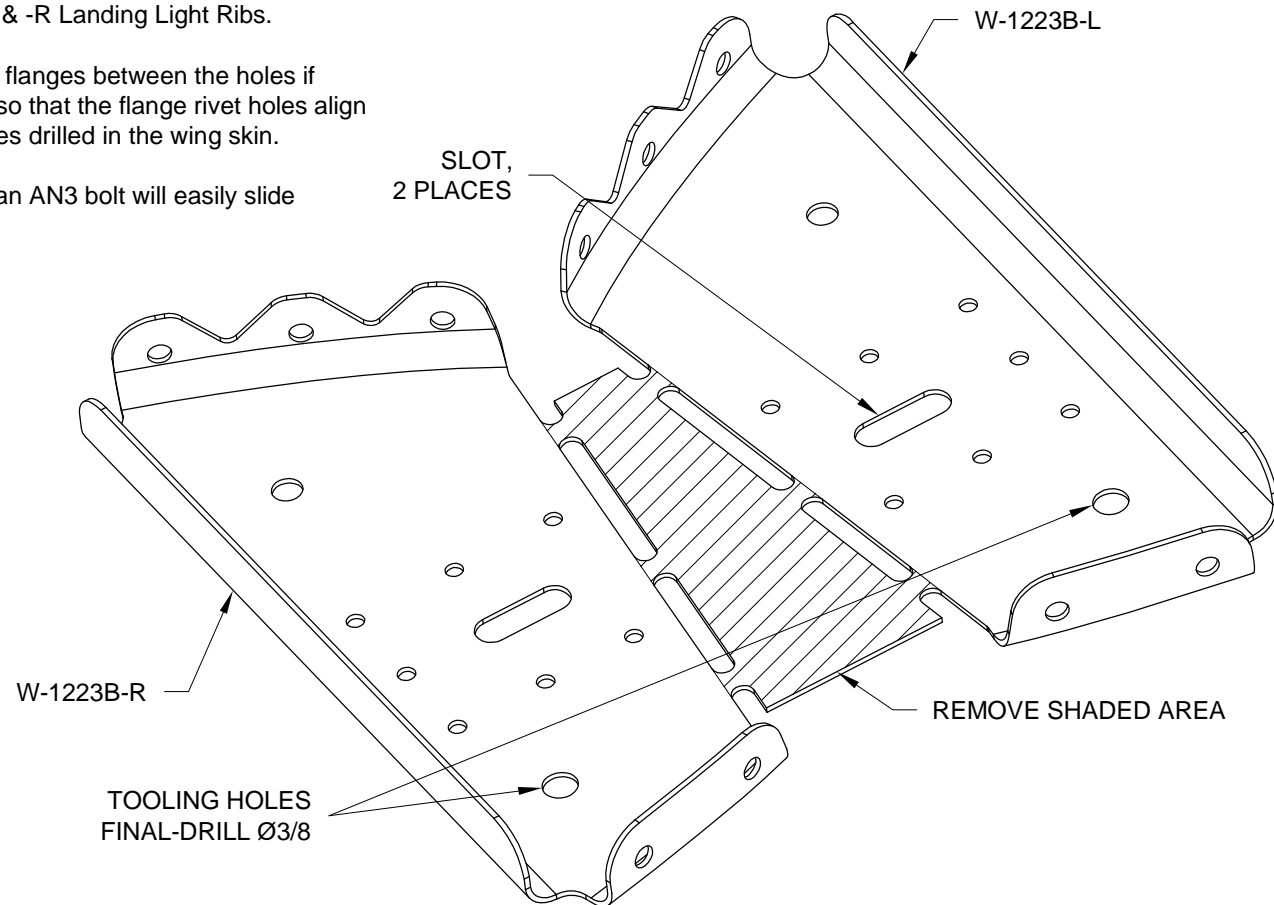 & -R Landing Light Ribs.
flanges between the holes if
so that the flange rivet holes align
es drilled in the wing skin.
an AN3 bolt will easily slide
W-1223B-L
SLOT,
2 PLACES
W-1223B-R
REMOVE SHADED AREA
TOOLING HOLES
FINAL-DRILL Ø3/8